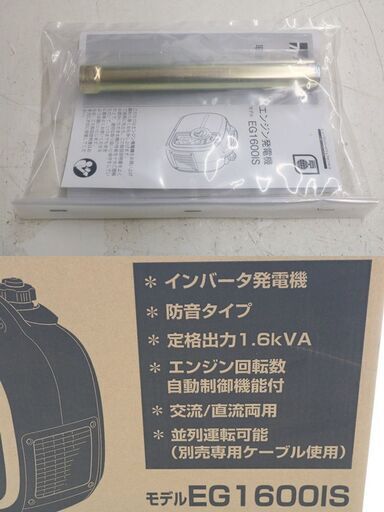 エンジン発電機
モデル EG1600IS
＊インバータ発電機
＊防音タイプ
＊定格出力1.6kVA
＊エンジン回転数
自動制御機能付
＊交流/直流両用
＊並列運転可能
（別売専用ケーブル使用）
モデルEG1600IS